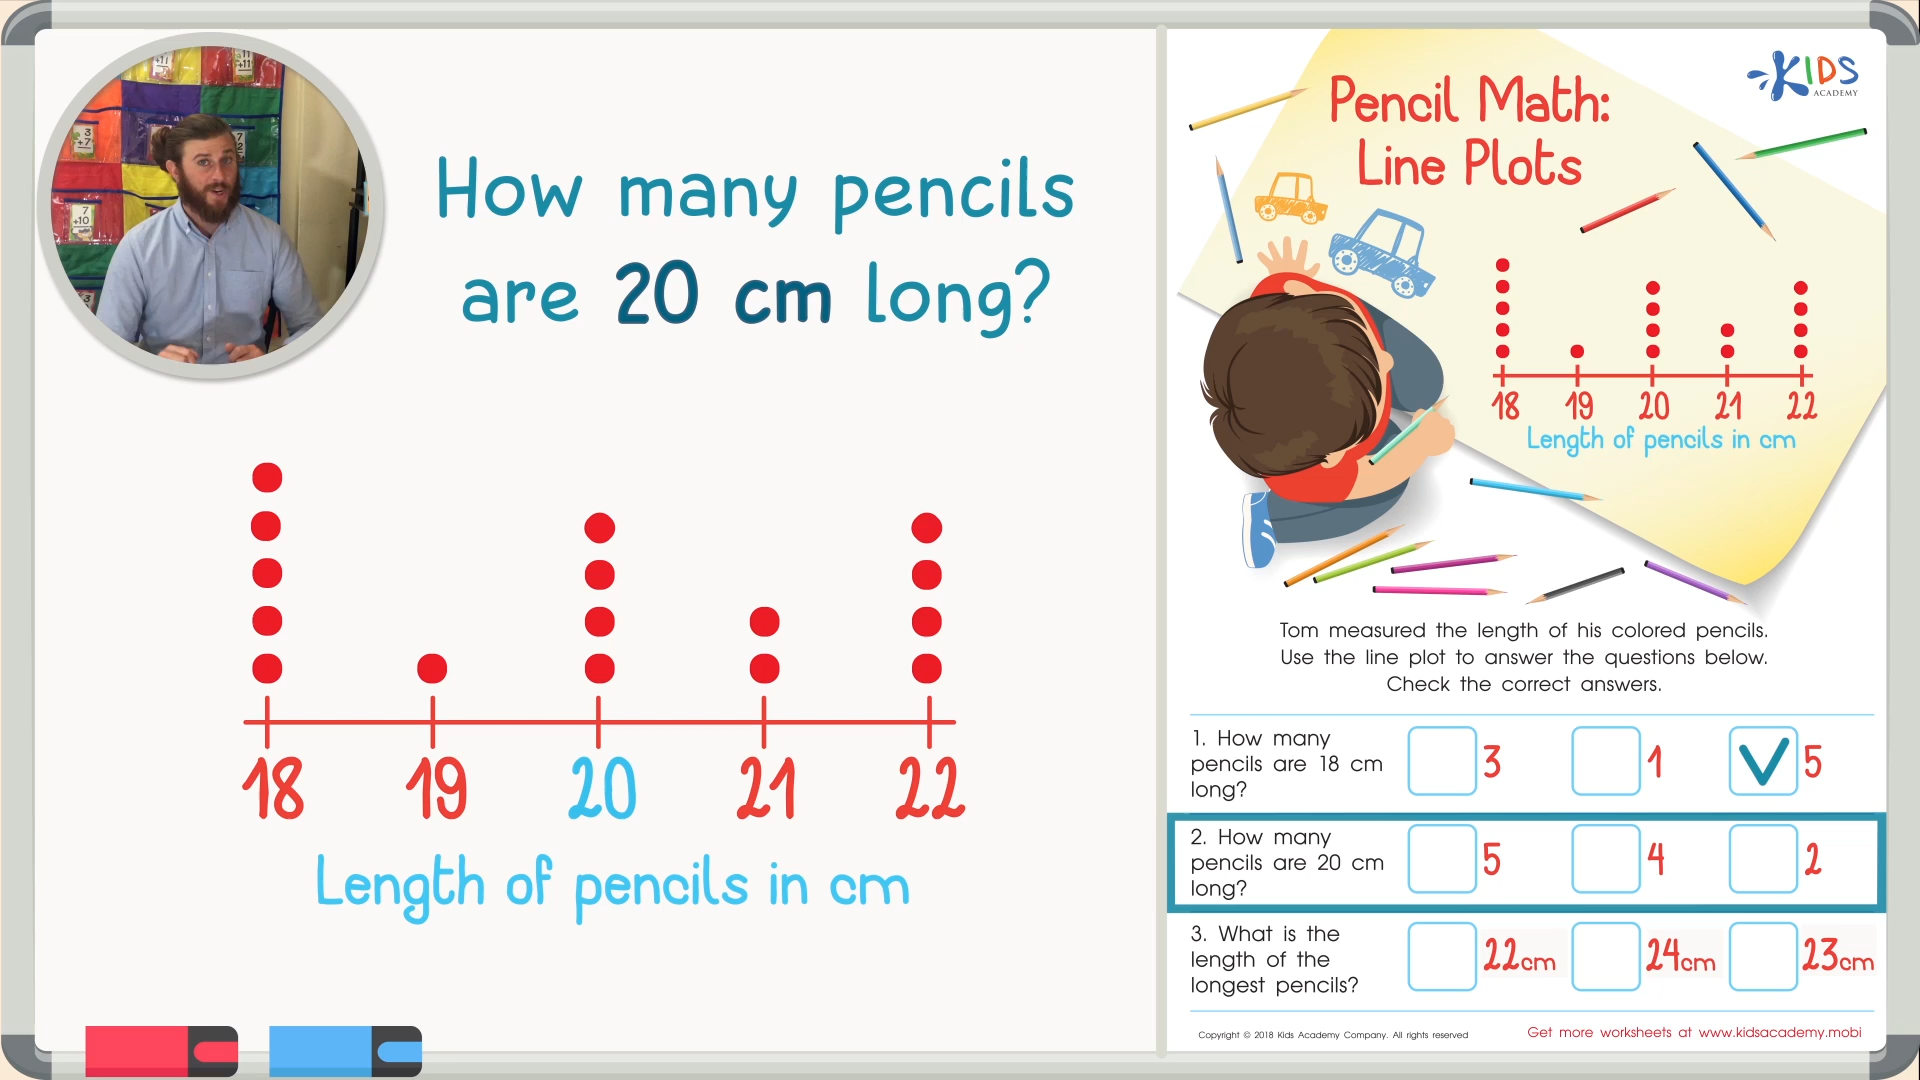 How many pencils
are 20 cm long?
18 19 20 21 22
Length of pencils in cm
KIDS
ACADEMY
Pencil Math:
Line Plots
18 19 20 21 22
Length of pencils in cm
Tom measured the length of his colored pencils.
Use the line plot to answer the questions below.
Check the correct answers.
1. How many
pencils are 18 cm
long?
3 1 5
2. How many
pencils are 20 cm
long?
5 4 2
3. What is the
length of the
longest pencils?
22cm 24cm 23cm
Copyright © 2018 Kids Academy Company. All rights reserved
Get more worksheets at www.kidsacademy.mobi
3
+7
7
+10